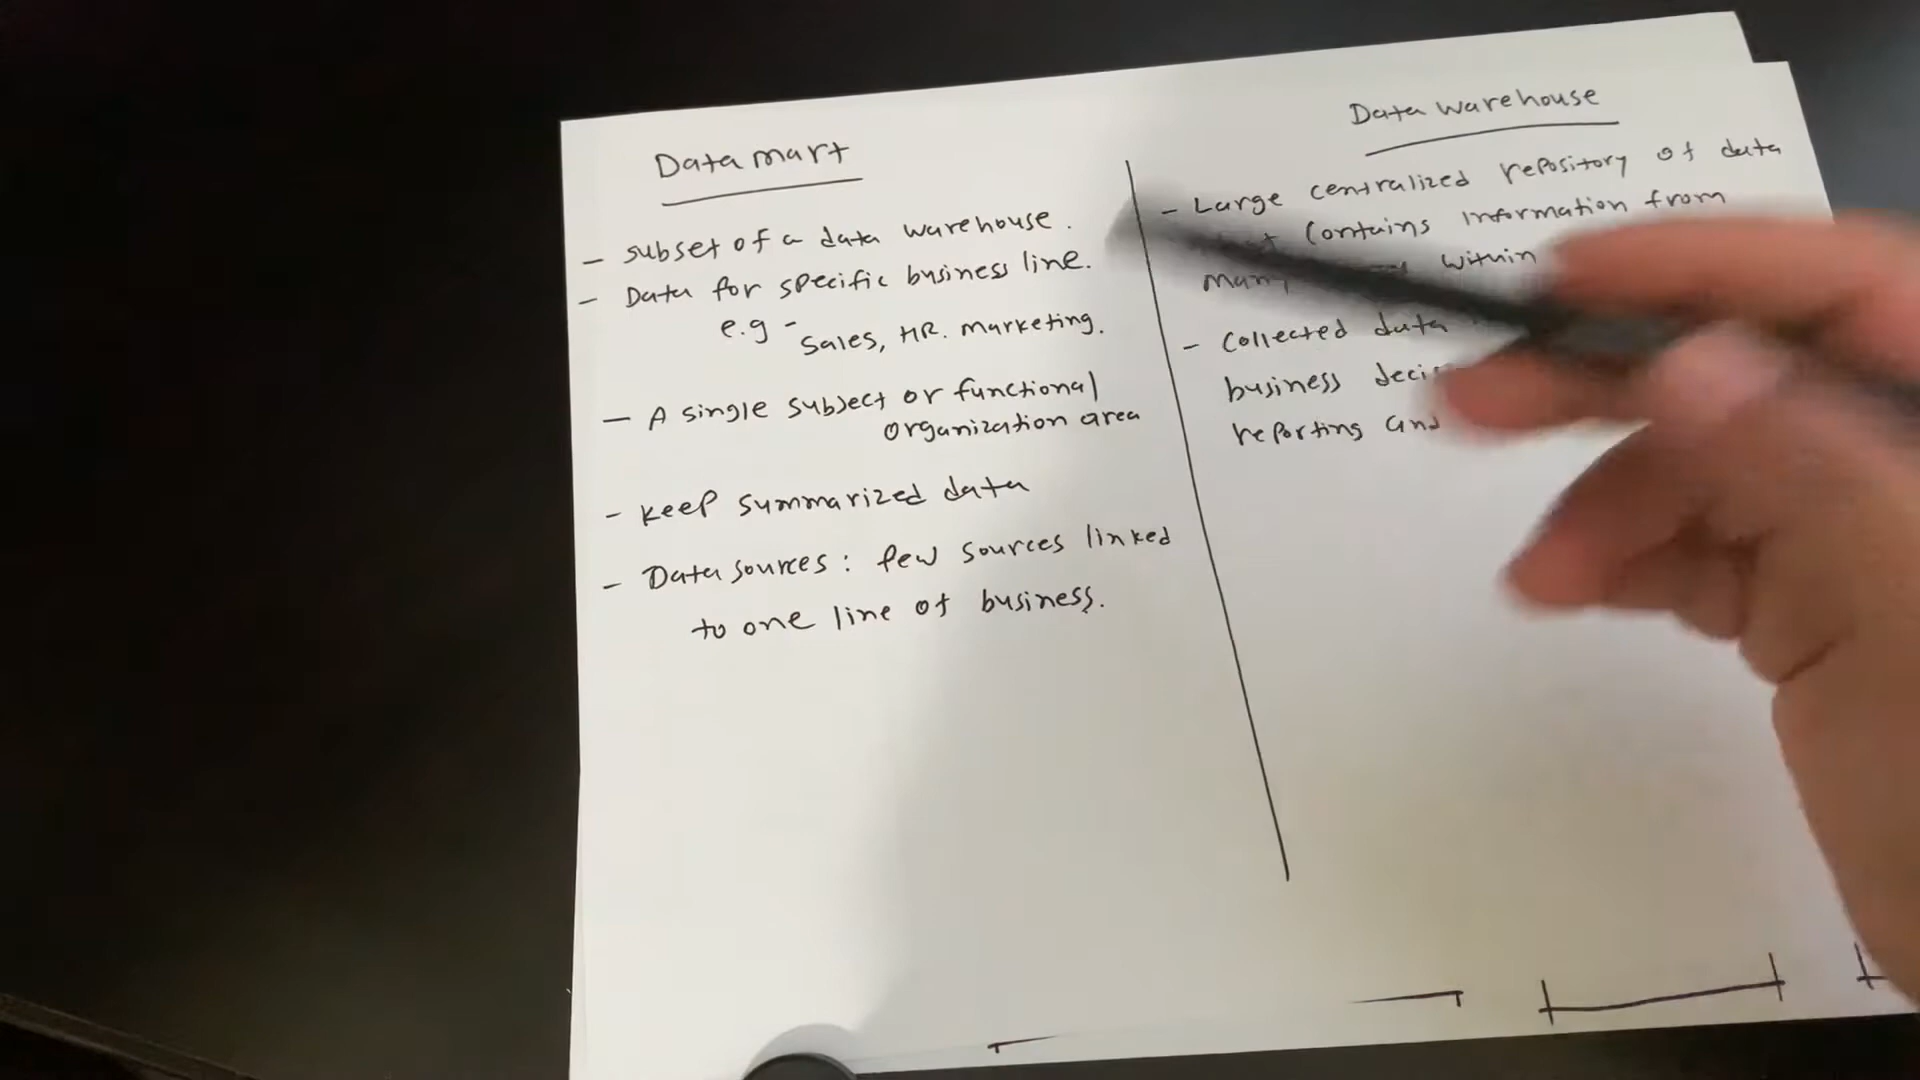 Data mart
- subset of a data warehouse.
- Data for specific business line.
e.g - Sales, HR. Marketing.
- A single subject or functional
organization area
- keep summarized data
- Data sources: few sources linked
to one line of business.
Data warehouse
- Large centralized repository of data
contains information from
many within
- Collected data
business
reporting and